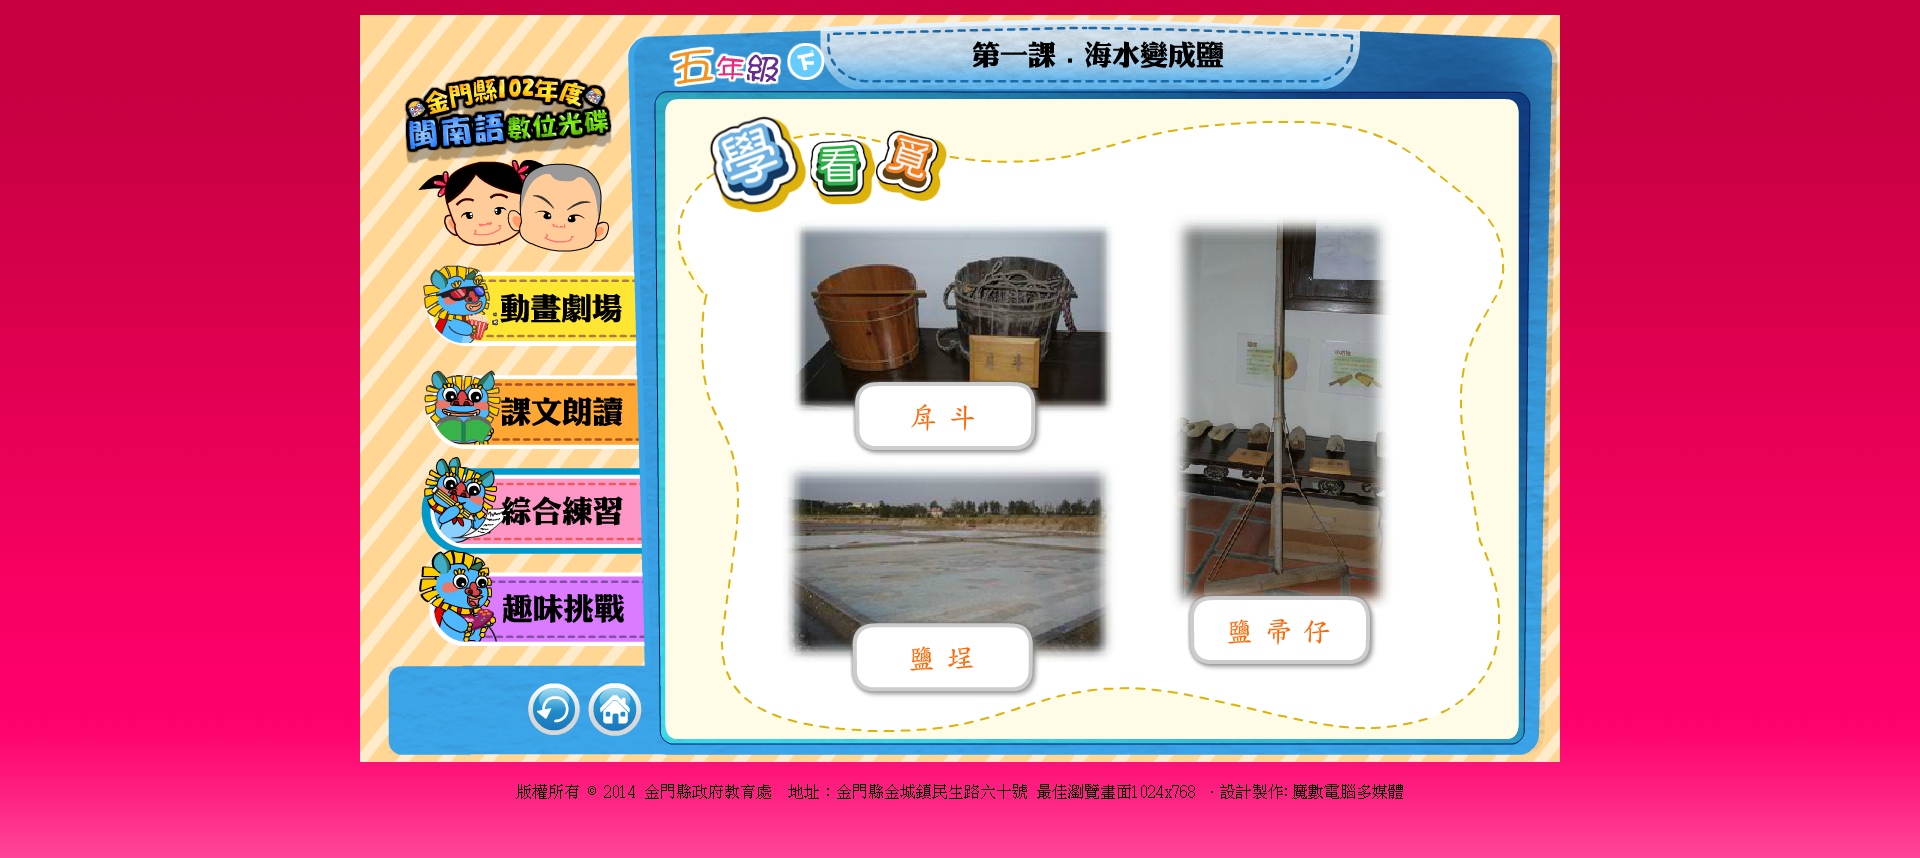 第一課．海水變成鹽
五年級 下
金門縣102年度
閩南語數位光碟
學看覓
動畫劇場
課文朗讀
綜合練習
趣味挑戰
戽斗
戽斗
鹽埕
鹽帚仔
版權所有 © 2014 金門縣政府教育處 地址：金門縣金城鎮民生路六十號 最佳瀏覽畫面1024x768 ．設計製作:魔數電腦多媒體